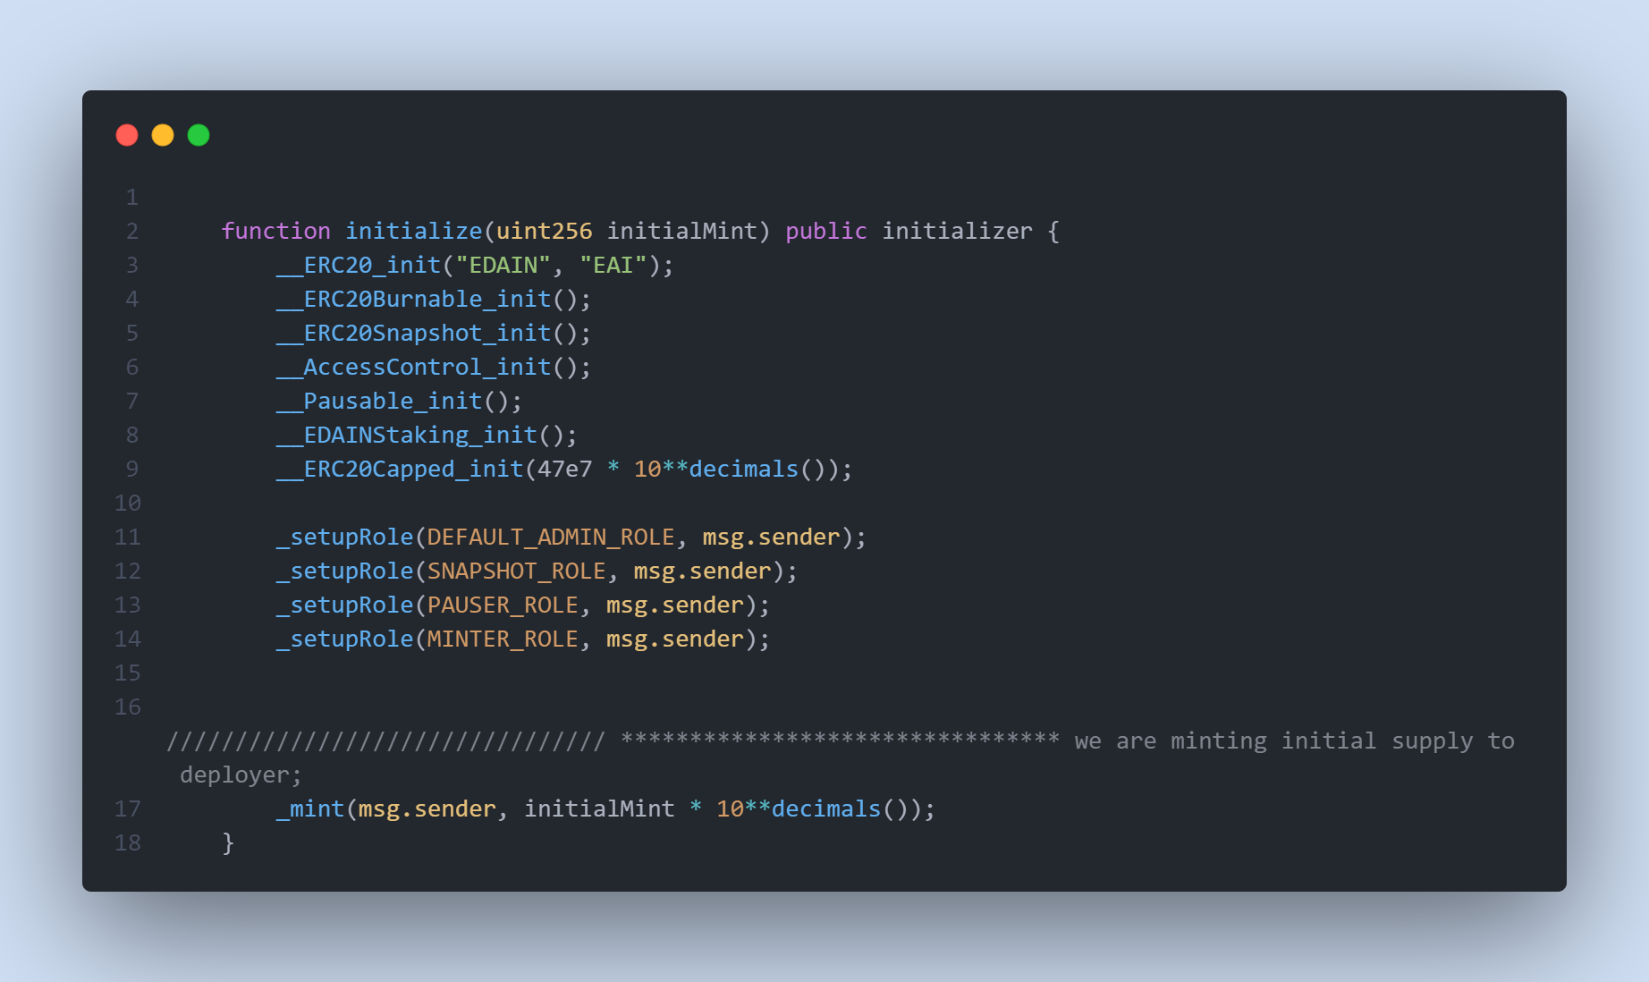 1
2 function initialize(uint256 initialMint) public initializer {
3 __ERC20_init("EDAIN", "EAI");
4 __ERC20Burnable_init();
5 __ERC20Snapshot_init();
6 __AccessControl_init();
7 __Pausable_init();
8 __EDAINStaking_init();
9 __ERC20Capped_init(47e7 * 10**decimals());
10
11 _setupRole(DEFAULT_ADMIN_ROLE, msg.sender);
12 _setupRole(SNAPSHOT_ROLE, msg.sender);
13 _setupRole(PAUSER_ROLE, msg.sender);
14 _setupRole(MINTER_ROLE, msg.sender);
15
16
//////////////////////////////// ******************************** we are minting initial supply to
deployer;
17 _mint(msg.sender, initialMint * 10**decimals());
18 }